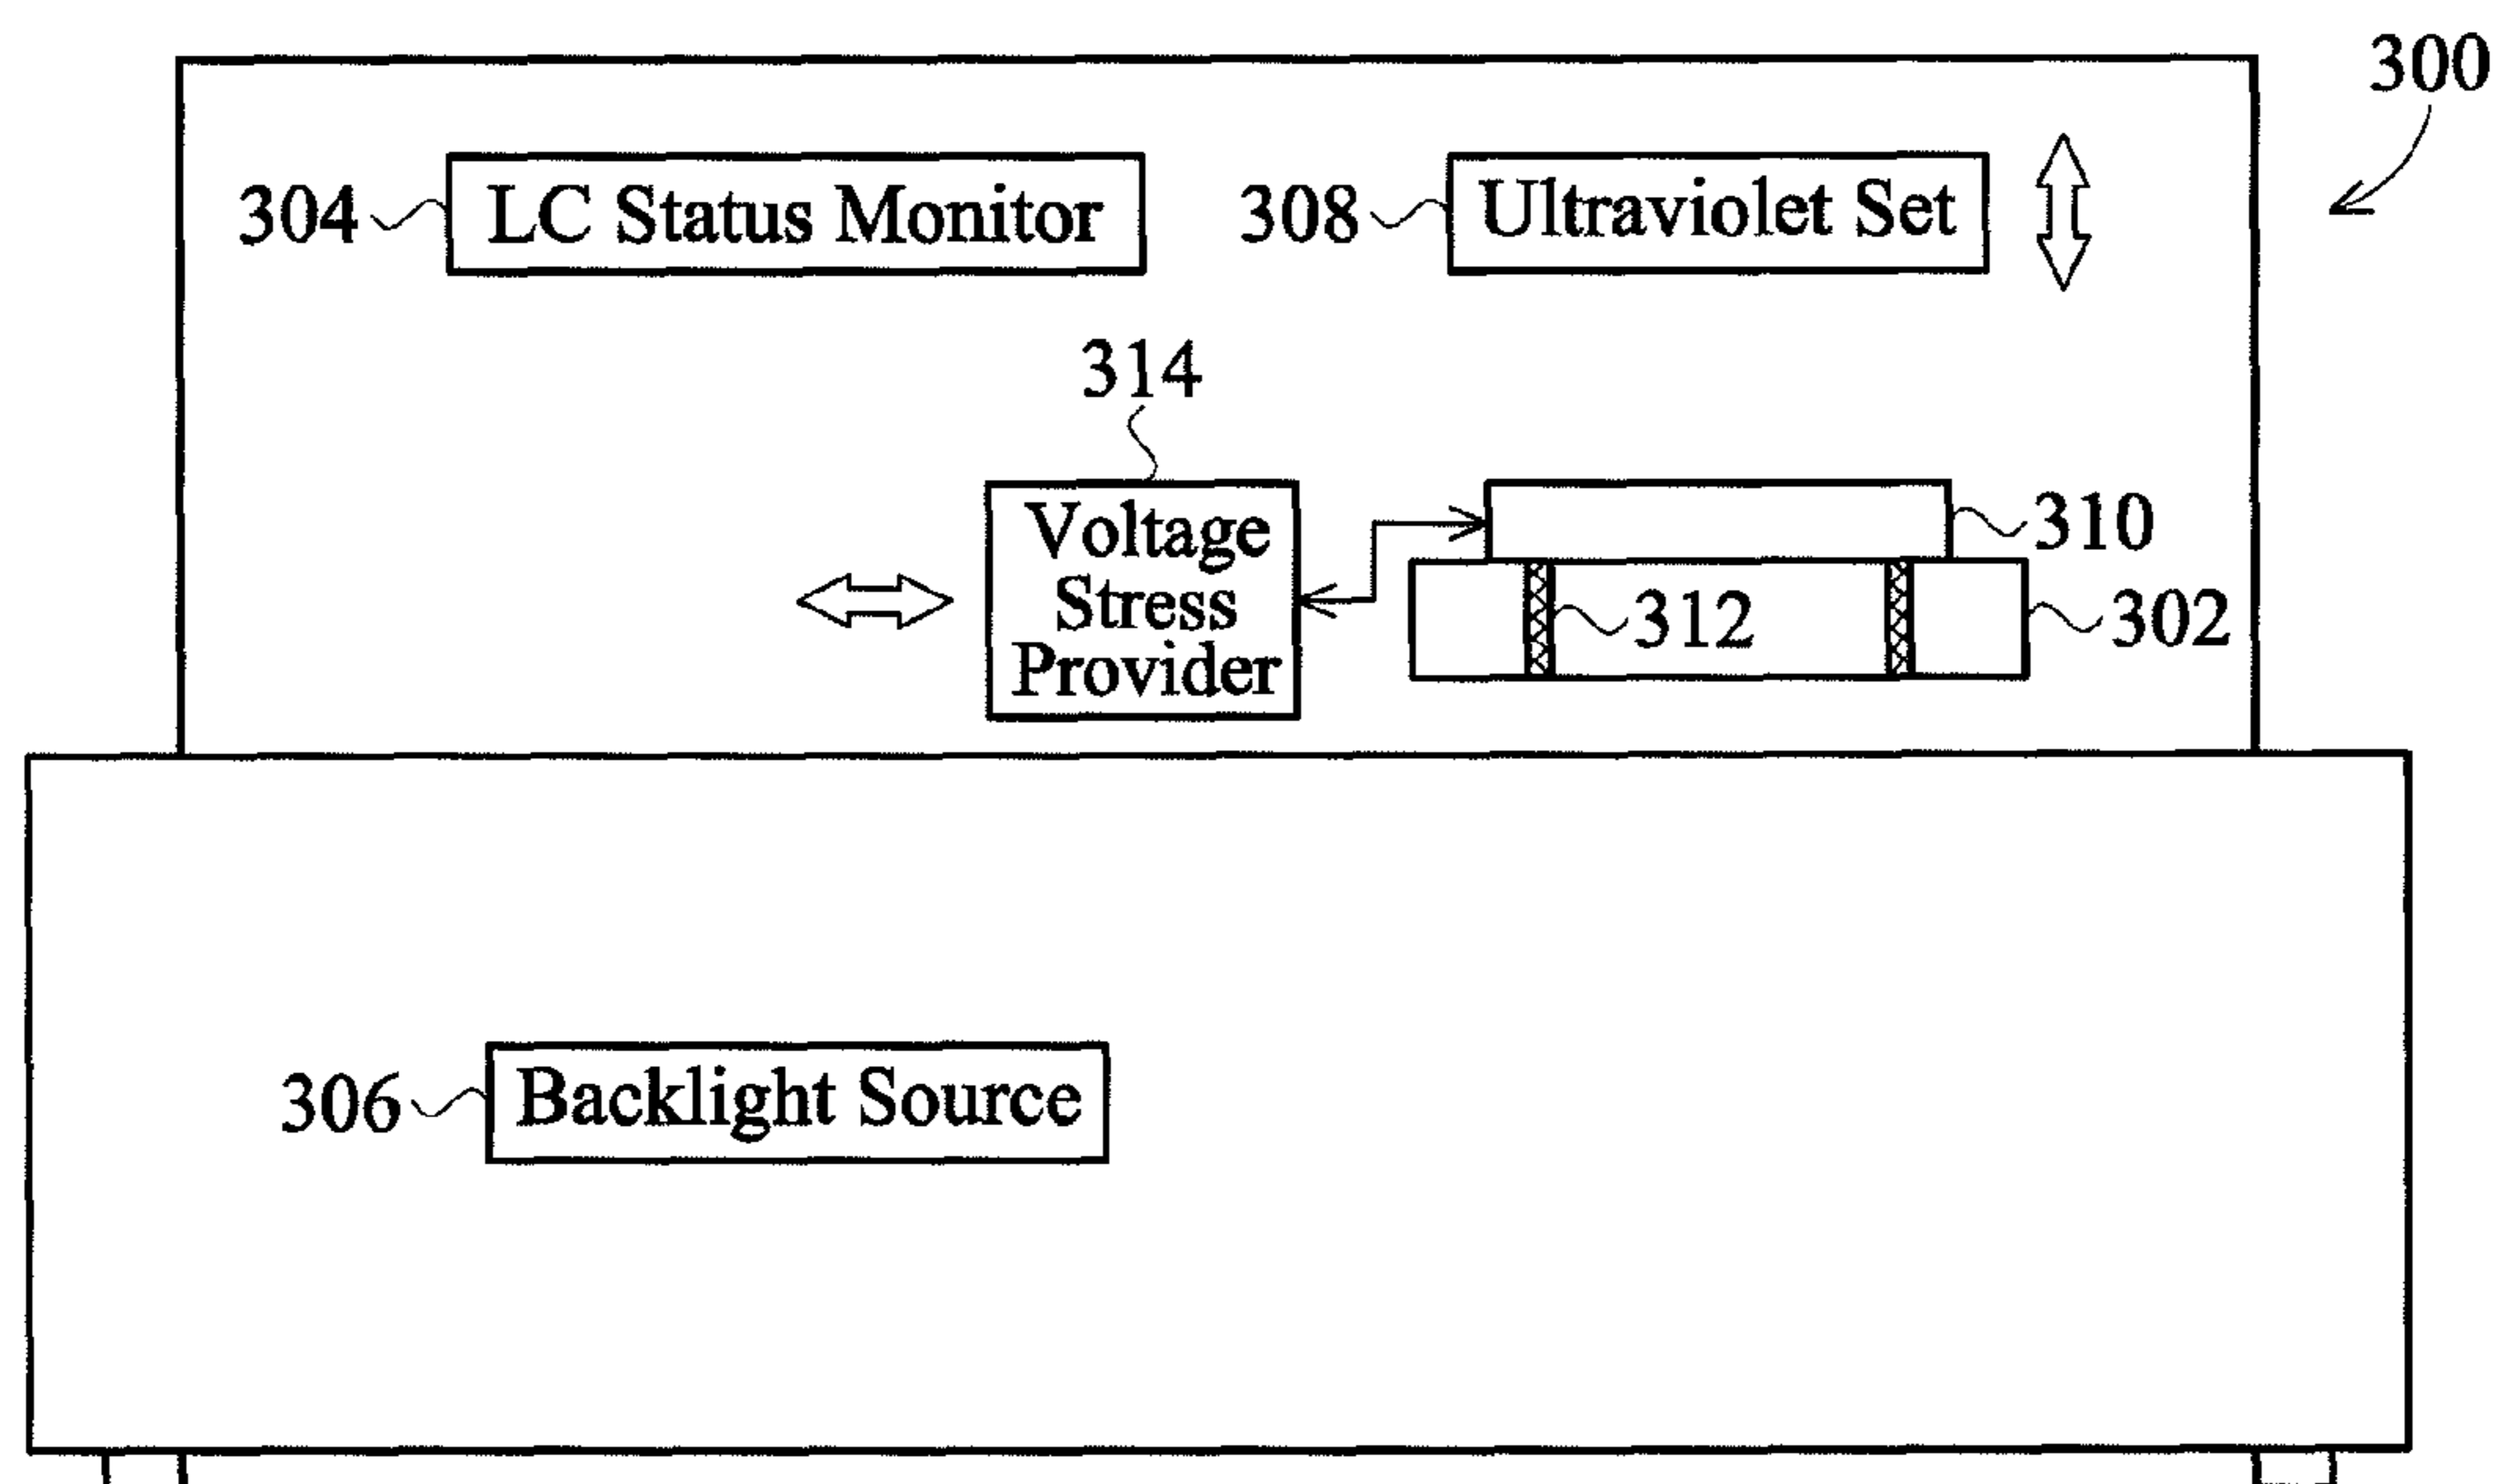 300
304
LC Status Monitor
308
Ultraviolet Set
314
Voltage
Stress
Provider
310
312
302
306
Backlight Source